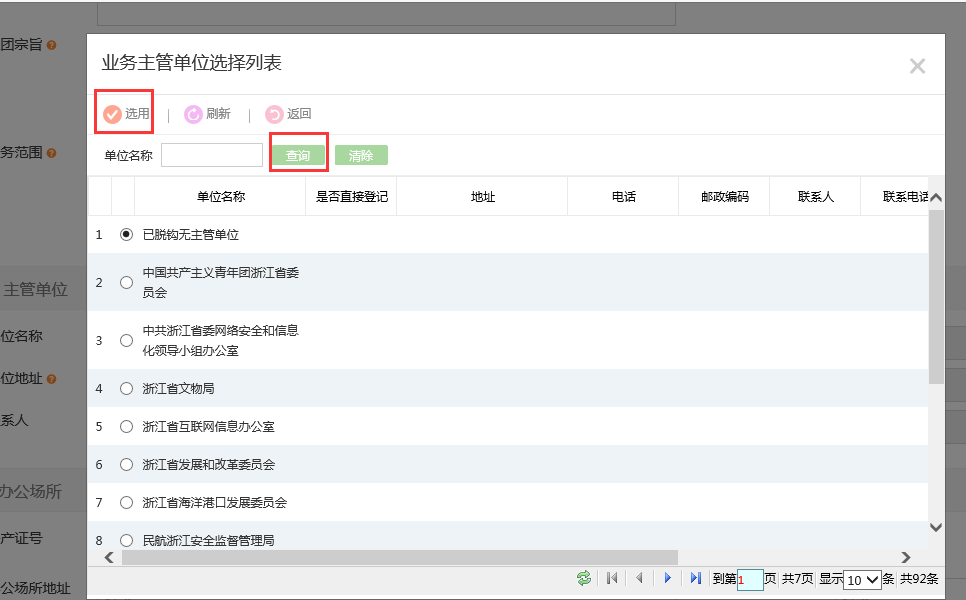 团宗旨
务范围
主管单位
位名称
位地址
系人
办公场所
产证号
公场所地址
业务主管单位选择列表
选用 | 刷新 | 返回
单位名称 查询 清除
单位名称 是否直接登记 地址 电话 邮政编码 联系人 联系电话
1 已脱钩无主管单位
2 中国共产主义青年团浙江省委
员会
3 中共浙江省委网络安全和信息
化领导小组办公室
4 浙江省文物局
5 浙江省互联网信息办公室
6 浙江省发展和改革委员会
7 浙江省海洋港口发展委员会
8 民航浙江安全监督管理局
到第1页 共7页 显示10条 共92条